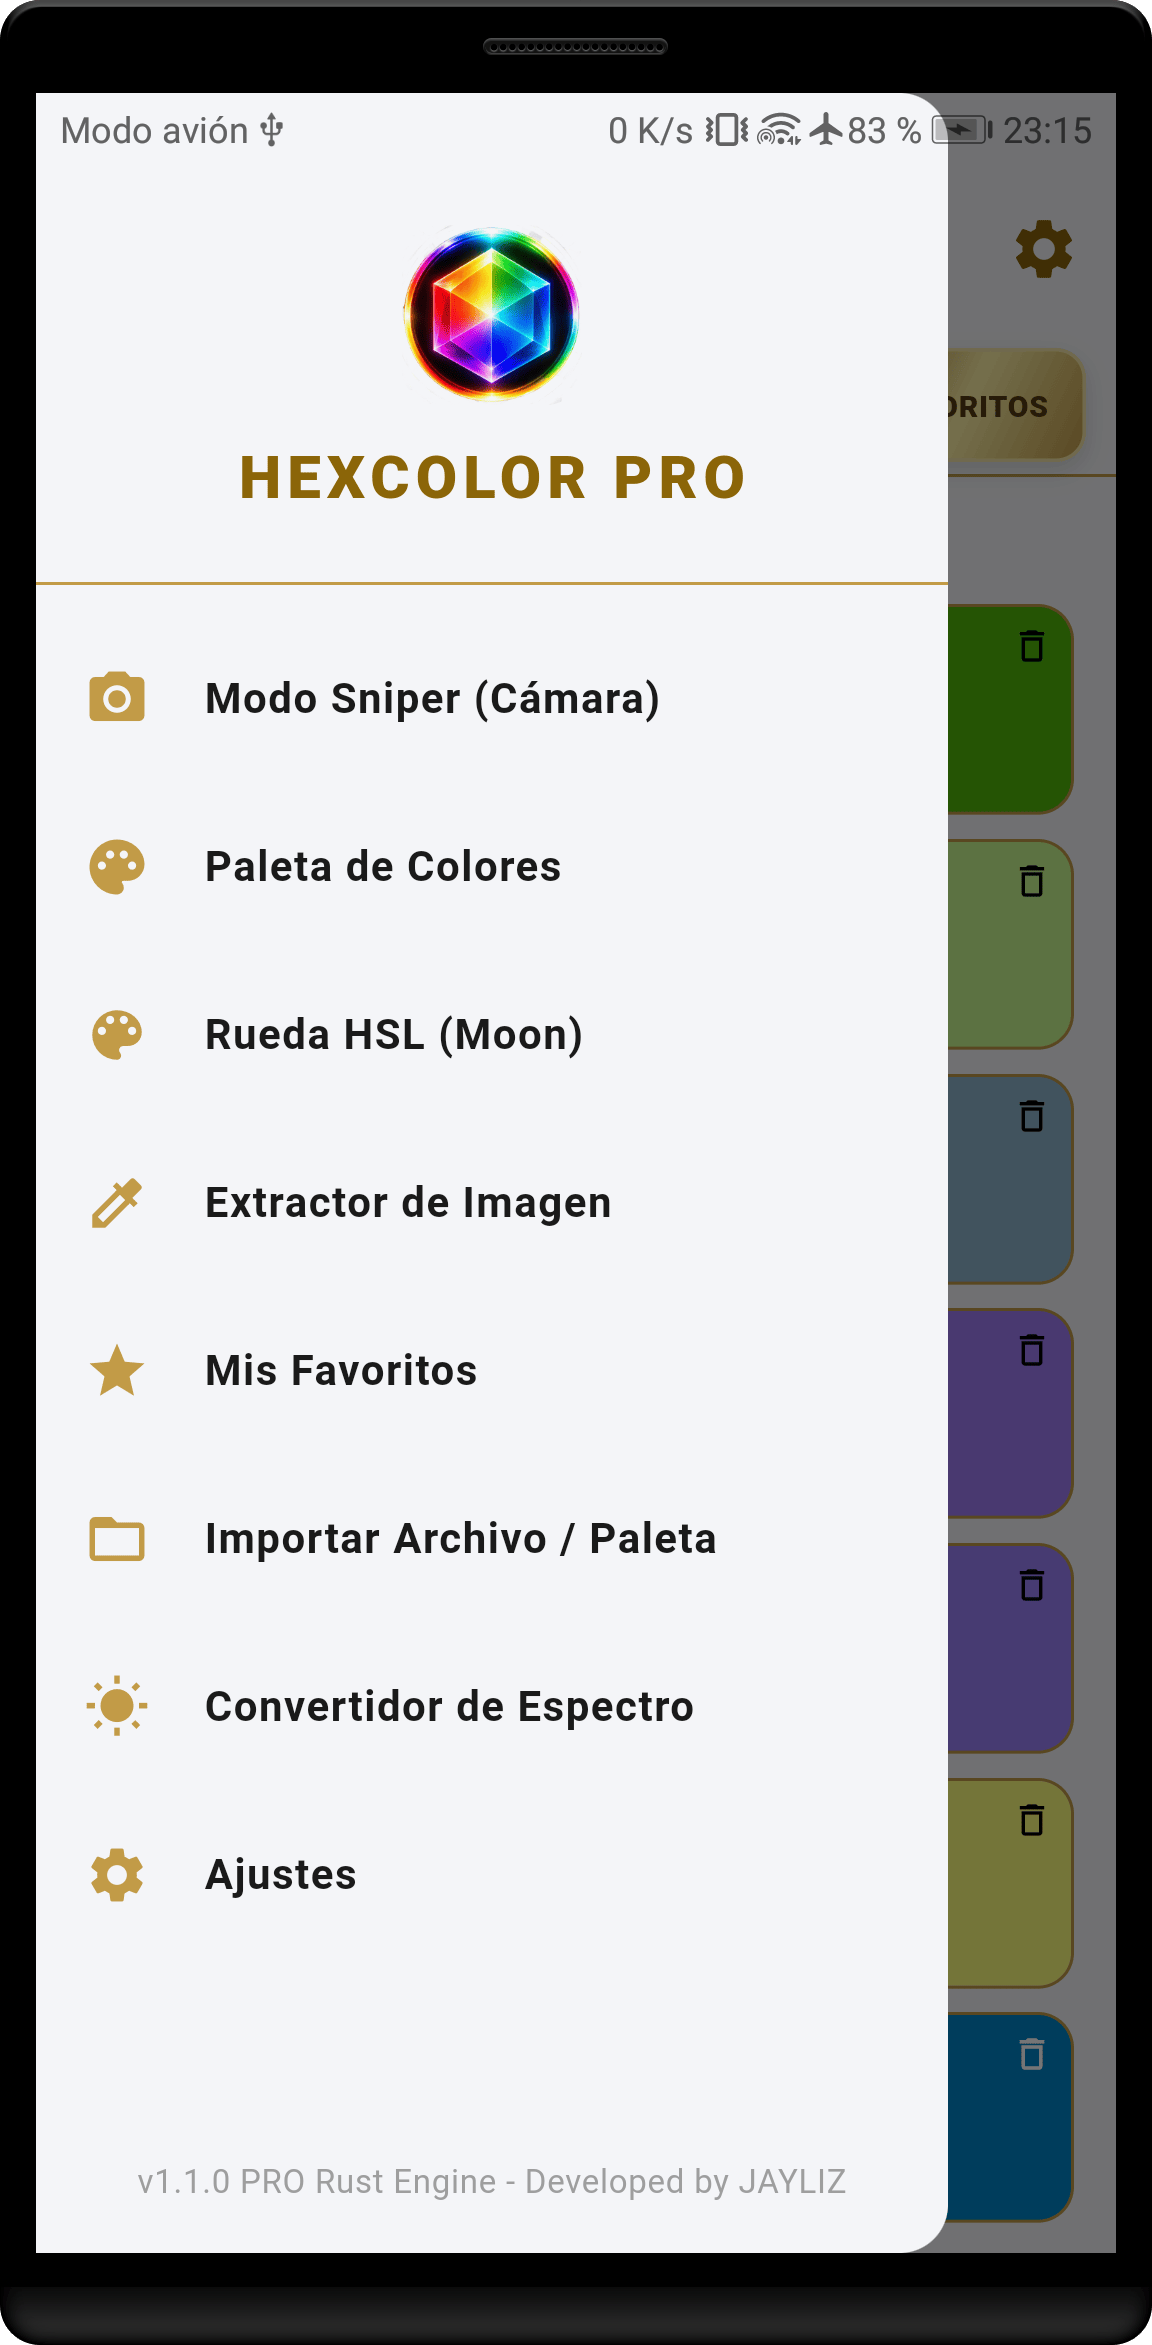 Modo avión 0 K/s 83 % 23:15
HEXCOLOR PRO
ORITOS
Modo Sniper (Cámara)
Paleta de Colores
Rueda HSL (Moon)
Extractor de Imagen
Mis Favoritos
Importar Archivo / Paleta
Convertidor de Espectro
Ajustes
v1.1.0 PRO Rust Engine - Developed by JAYLIZ